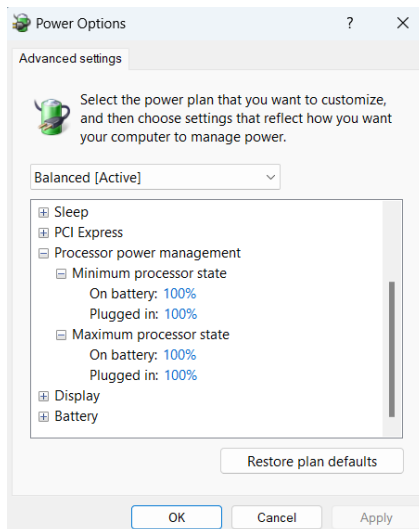 Power Options
?
Advanced settings
Select the power plan that you want to customize,
and then choose settings that reflect how you want
your computer to manage power.
Balanced [Active]
Sleep
PCI Express
Processor power management
Minimum processor state
On battery: 100%
Plugged in: 100%
Maximum processor state
On battery: 100%
Plugged in: 100%
Display
Battery
Restore plan defaults
OK Cancel Apply